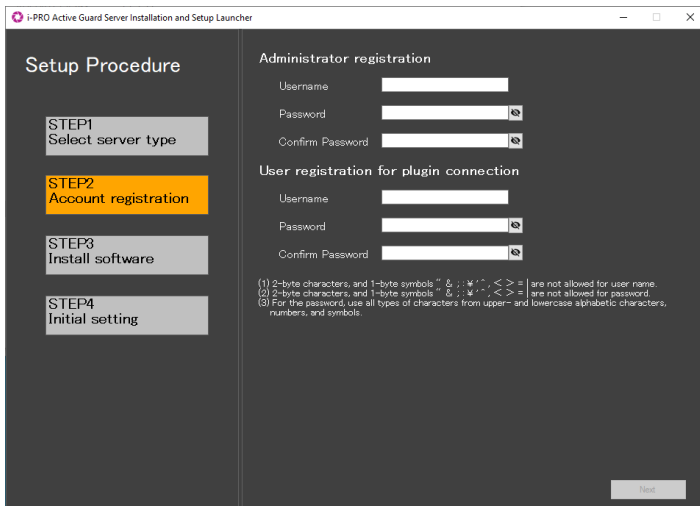 i-PRO Active Guard Server Installation and Setup Launcher
Setup Procedure
STEP1
Select server type
STEP2
Account registration
STEP3
Install software
STEP4
Initial setting
Administrator registration
Username
Password
Confirm Password
User registration for plugin connection
Username
Password
Confirm Password
(1) 2-byte characters, and 1-byte symbols " & ; : ¥ ' ^ , < > = | are not allowed for user name.
(2) 2-byte characters, and 1-byte symbols " & ; : ¥ ' ^ , < > = | are not allowed for password.
(3) For the password, use all types of characters from upper- and lowercase alphabetic characters,
numbers, and symbols.
Next